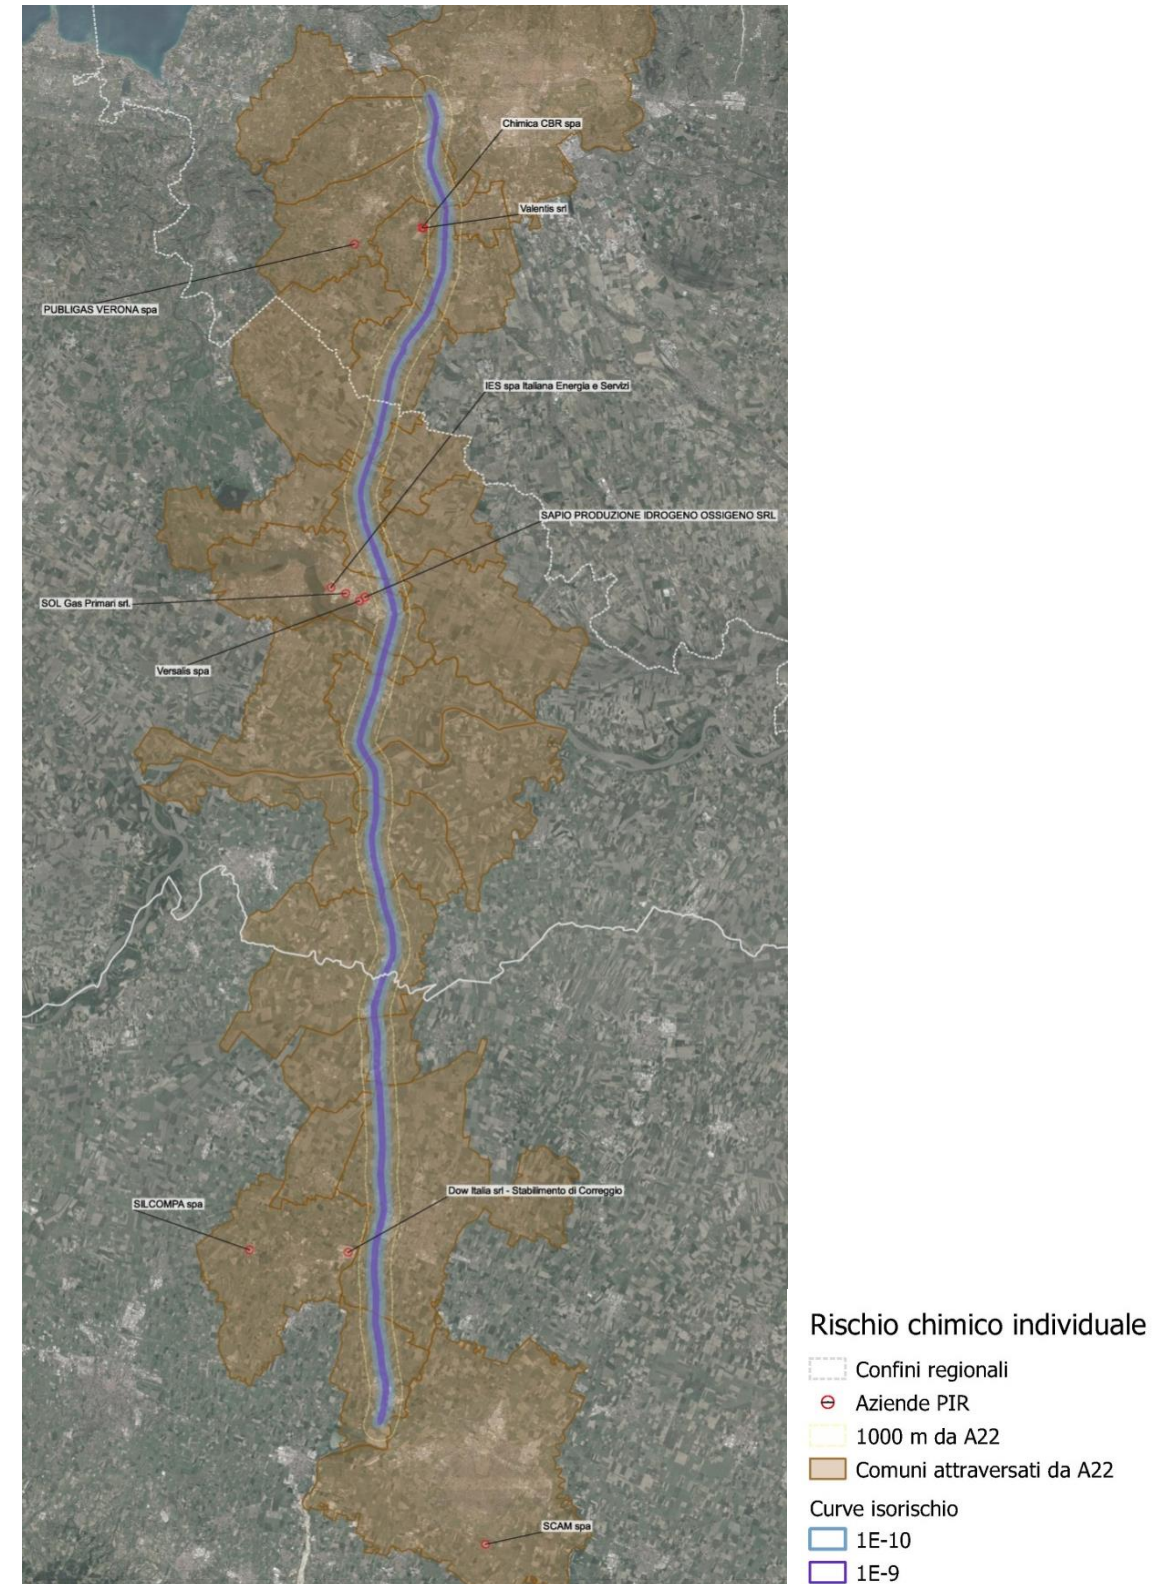 Chimica CBR spa
Valentis srl
PUBLIGAS VERONA spa
IES spa Italiana Energia e Servizi
SAPIO PRODUZIONE IDROGENO OSSIGENO SRL
SOL Gas Primari srl.
Versalis spa
SILCOMPA spa
Dow Italia srl - Stabilimento di Correggio
SCAM spa
Rischio chimico individuale
Confini regionali
Aziende PIR
1000 m da A22
Comuni attraversati da A22
Curve isorischio
1E-10
1E-9